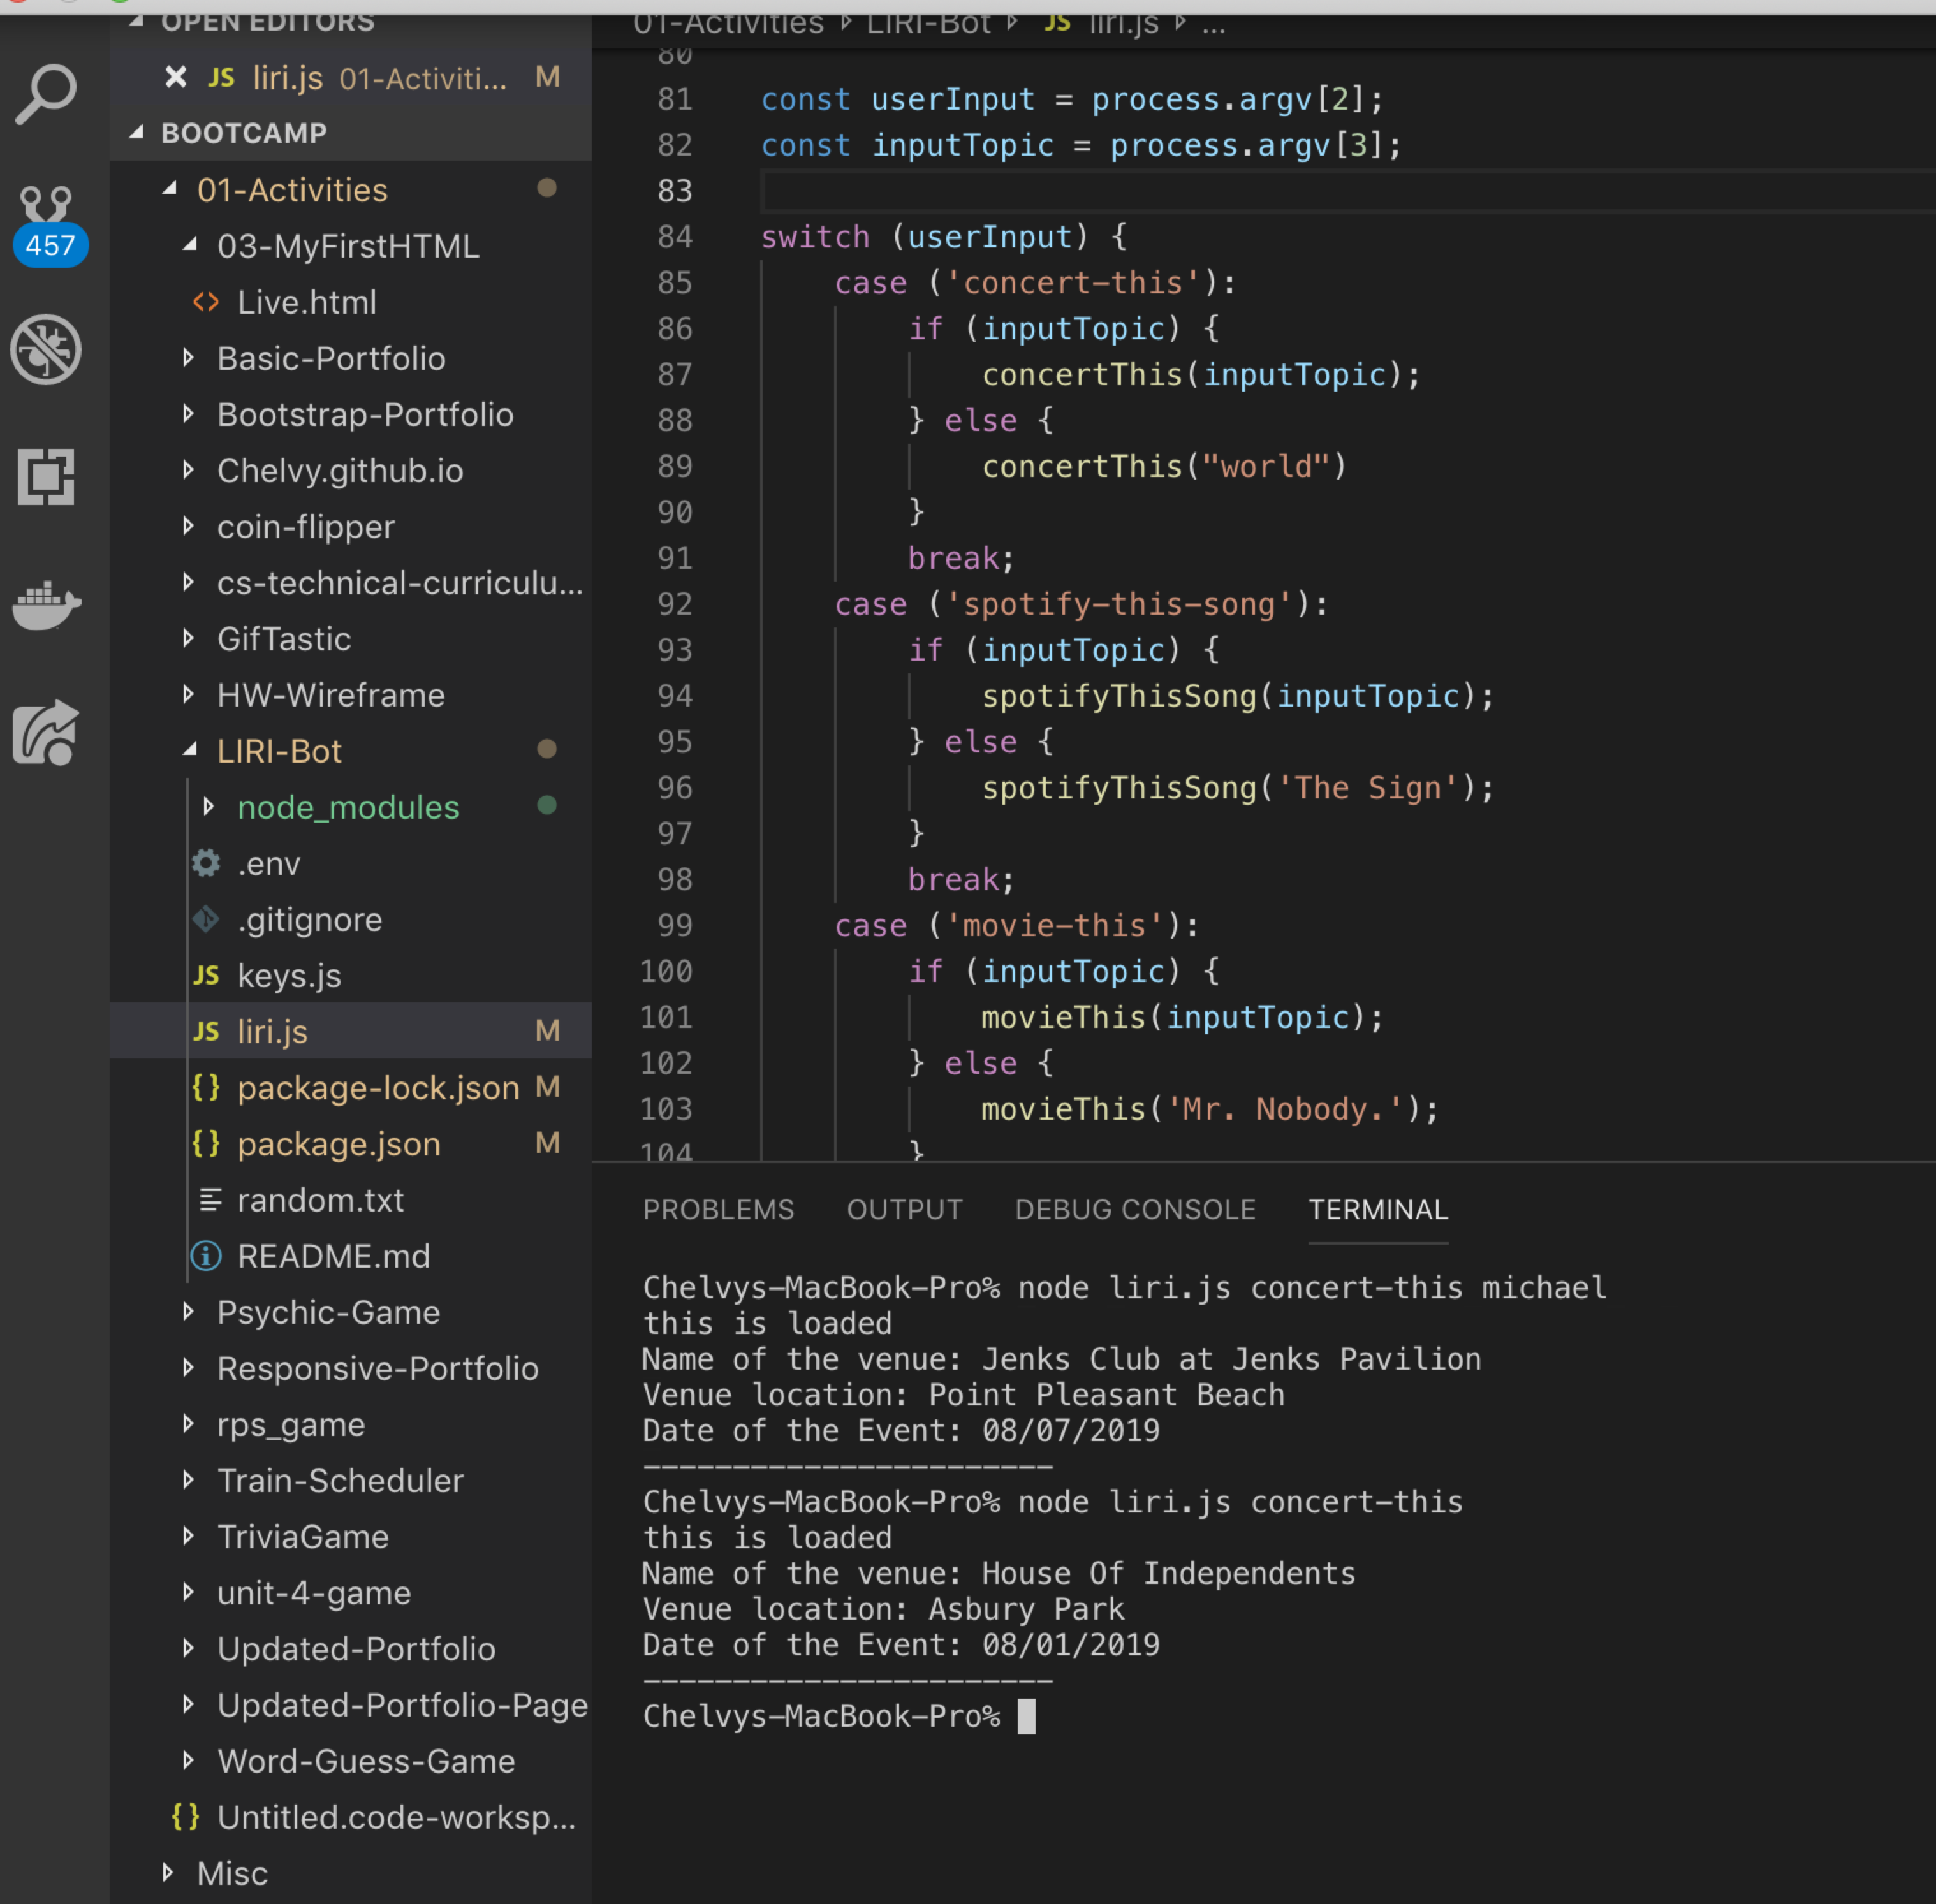 OPEN EDITORS
JS liri.js 01-Activiti... M
BOOTCAMP
01-Activities
03-MyFirstHTML
<> Live.html
Basic-Portfolio
Bootstrap-Portfolio
Chelvy.github.io
coin-flipper
cs-technical-curriculu...
GifTastic
HW-Wireframe
LIRI-Bot
node_modules
.env
.gitignore
JS keys.js
JS liri.js M
{} package-lock.json M
{} package.json M
random.txt
README.md
Psychic-Game
Responsive-Portfolio
rps_game
Train-Scheduler
TriviaGame
unit-4-game
Updated-Portfolio
Updated-Portfolio-Page
Word-Guess-Game
{} Untitled.code-worksp...
Misc
457
01-Activities LIRI-Bot JS liri.js ...
80
81 const userInput = process.argv[2];
82 const inputTopic = process.argv[3];
83
84 switch (userInput) {
85 case ('concert-this'):
86 if (inputTopic) {
87 concertThis(inputTopic);
88 } else {
89 concertThis("world")
90 }
91 break;
92 case ('spotify-this-song'):
93 if (inputTopic) {
94 spotifyThisSong(inputTopic);
95 } else {
96 spotifyThisSong('The Sign');
97 }
98 break;
99 case ('movie-this'):
100 if (inputTopic) {
101 movieThis(inputTopic);
102 } else {
103 movieThis('Mr. Nobody.');
104 }
PROBLEMS OUTPUT DEBUG CONSOLE TERMINAL
Chelvys-MacBook-Pro% node liri.js concert-this michael
this is loaded
Name of the venue: Jenks Club at Jenks Pavilion
Venue location: Point Pleasant Beach
Date of the Event: 08/07/2019
-----------------------
Chelvys-MacBook-Pro% node liri.js concert-this
this is loaded
Name of the venue: House Of Independents
Venue location: Asbury Park
Date of the Event: 08/01/2019
-----------------------
Chelvys-MacBook-Pro%